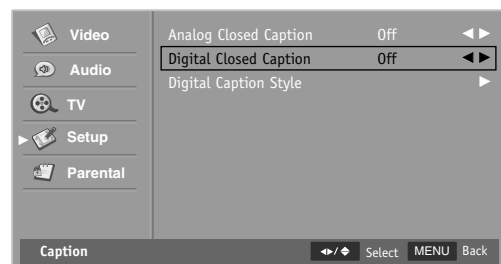 Video
Audio
TV
Setup
Parental
Analog Closed Caption Off
Digital Closed Caption Off
Digital Caption Style
Caption
Select MENU Back